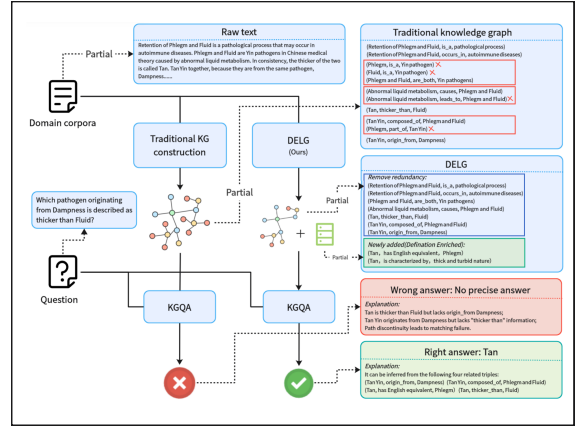 Raw text
Partial
Retention of Phlegm and Fluid is a pathological process that may occur in
autoimmune diseases. Phlegm and Fluid are Yin pathogens in Chinese medical
theory caused by abnormal liquid metabolism. In consistency, the thicker of the two
is called Tan. Tan Yin together, because they are from the same pathogen,
Dampness......
Domain corpora
Traditional KG
construction
DELG
(Ours)
Which pathogen originating
from Dampness is described as
thicker than Fluid?
Question
Partial
+
Partial
Partial
KGQA
KGQA
Traditional knowledge graph
(Retention of Phlegm and Fluid, is_a, pathological process)
(Retention of Phlegm and Fluid, occurs_in, autoimmune diseases)
(Phlegm, is_a, Yin pathogen)
(Fluid, is_a, Yin pathogen)
(Phlegm and Fluid, are_both, Yin pathogens)
(Abnormal liquid metabolism, causes, Phlegm and Fluid)
(Abnormal liquid metabolism, leads_to, Phlegm and Fluid)
(Tan, thicker_than, Fluid)
(Tan Yin, composed_of, Phlegm and Fluid)
(Phlegm, part_of, Tan Yin)
(Tan Yin, origin_from, Dampness)
DELG
Remove redundancy:
(Retention of Phlegm and Fluid, is_a, pathological process)
(Retention of Phlegm and Fluid, occurs_in, autoimmune diseases)
(Phlegm and Fluid, are_both, Yin pathogens)
(Abnormal liquid metabolism, causes, Phlegm and Fluid)
(Tan, thicker_than, Fluid)
(Tan Yin, composed_of, Phlegm and Fluid)
(Tan Yin, origin_from, Dampness)
Newly added(Defination Enriched):
(Tan, has English equivalent, Phlegm)
(Tan, is characterized by, thick and turbid nature)
Wrong answer: No precise answer
Explanation:
Tan is thicker than Fluid but lacks origin_from Dampness;
Tan Yin originates from Dampness but lacks "thicker than" information;
Path discontinuity leads to matching failure.
Right answer: Tan
Explanation:
It can be inferred from the following four related triples:
(Tan Yin, origin_from, Dampness) (Tan Yin, composed_of, Phlegm and Fluid)
(Tan, has English equivalent, Phlegm) (Tan, thicker_than, Fluid)